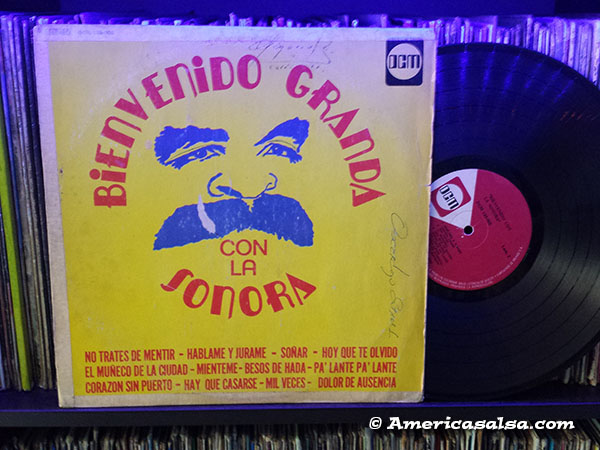 DCM
BIENVENIDO GRANDA
CON
LA
SONORA
NO TRATES DE MENTIR - HABLAME Y JURAME - SOÑAR - HOY QUE TE OLVIDO
EL MUÑECO DE LA CIUDAD - MIENTEME - BESOS DE HADA - PA' LANTE PA' LANTE
CORAZON SIN PUERTO - HAY QUE CASARSE - MIL VECES - DOLOR DE AUSENCIA
DCM
© Americasalsa.com